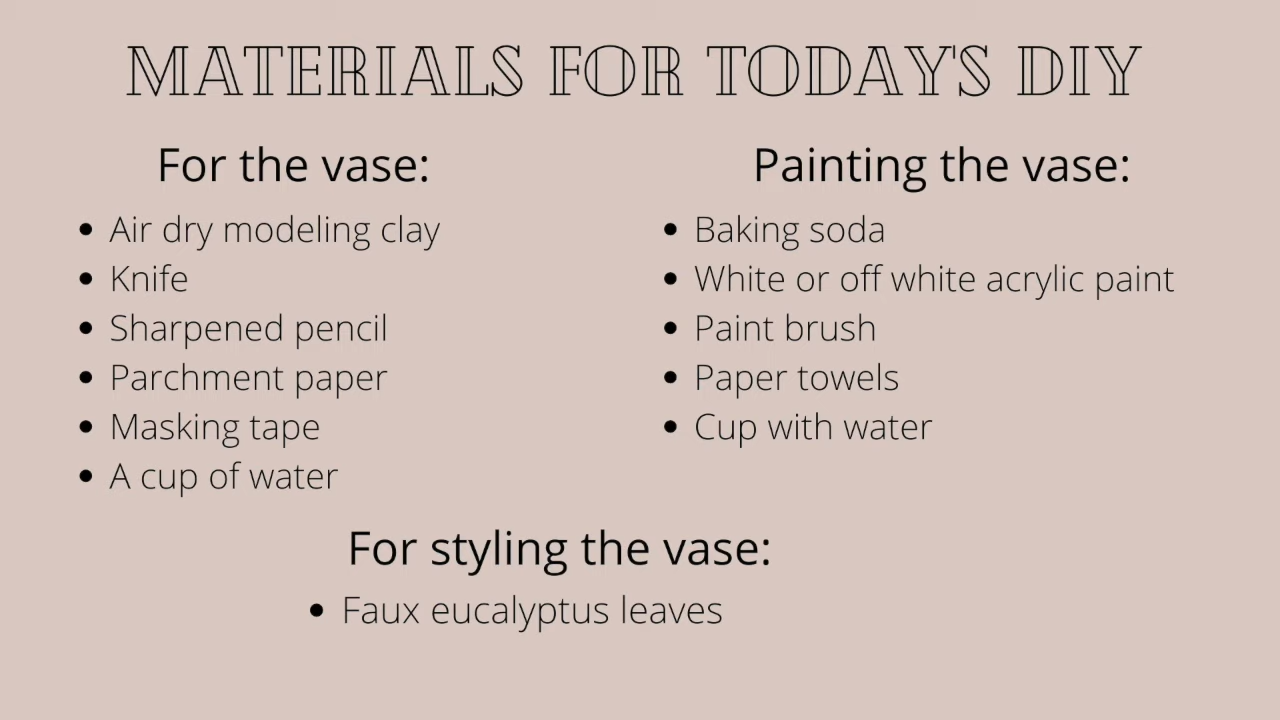 MATERIALS FOR TODAY'S DIY
For the vase:
• Air dry modeling clay
• Knife
• Sharpened pencil
• Parchment paper
• Masking tape
• A cup of water
Painting the vase:
• Baking soda
• White or off white acrylic paint
• Paint brush
• Paper towels
• Cup with water
For styling the vase:
• Faux eucalyptus leaves